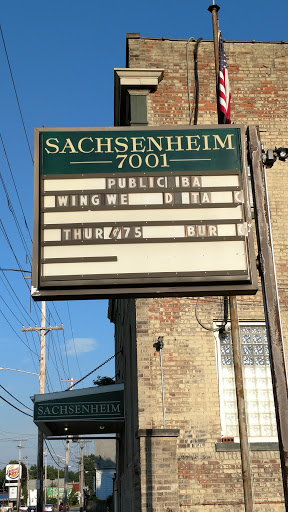 SACHSENHEIM
7001
PUBLIC BA
WING WE D TA
THUR 75 BUR
SACHSENHEIM